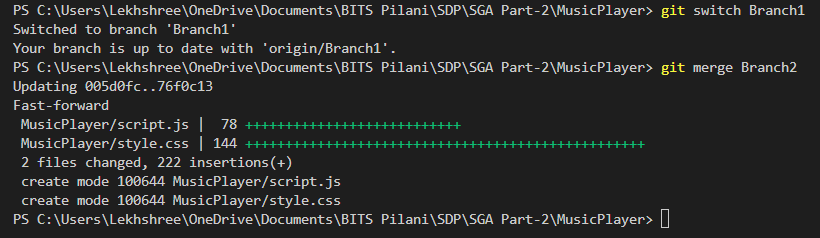 PS C:\Users\Lekhshree\OneDrive\Documents\BITS Pilani\SDP\SGA Part-2\MusicPlayer> git switch Branch1
Switched to branch 'Branch1'
Your branch is up to date with 'origin/Branch1'.
PS C:\Users\Lekhshree\OneDrive\Documents\BITS Pilani\SDP\SGA Part-2\MusicPlayer> git merge Branch2
Updating 005d0fc..76f0c13
Fast-forward
 MusicPlayer/script.js |  78 +++++++++++++++++++++++++++
 MusicPlayer/style.css | 144 ++++++++++++++++++++++++++++++++++++++++++++++++++
 2 files changed, 222 insertions(+)
 create mode 100644 MusicPlayer/script.js
 create mode 100644 MusicPlayer/style.css
PS C:\Users\Lekhshree\OneDrive\Documents\BITS Pilani\SDP\SGA Part-2\MusicPlayer>